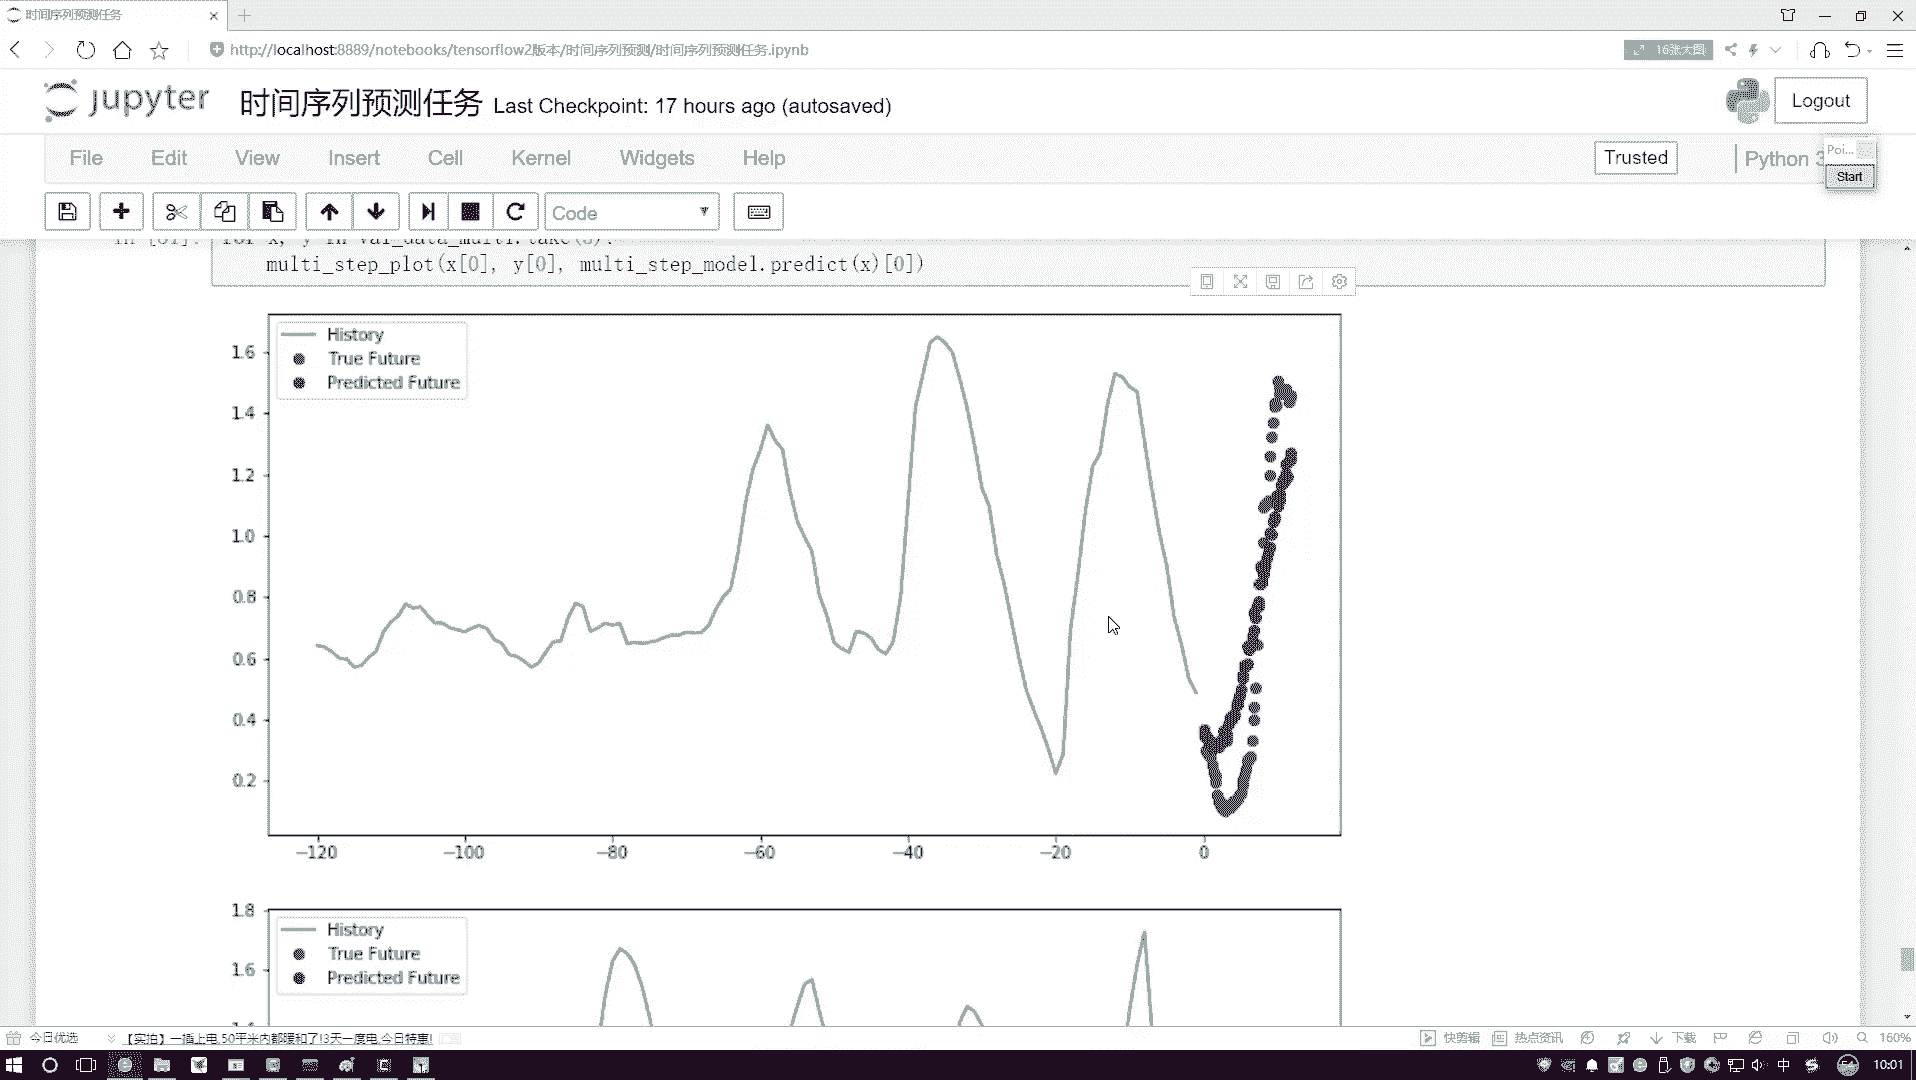 时间序列预测任务
http://localhost:8889/notebooks/tensorflow2版本/时间序列预测/时间序列预测任务.ipynb
16张大图
jupyter 时间序列预测任务 Last Checkpoint: 17 hours ago (autosaved)
Logout
File Edit View Insert Cell Kernel Widgets Help
Trusted
Python 3
Poi...
Start
Code
for x, y in val_data_multi.take(3):
multi_step_plot(x[0], y[0], multi_step_model.predict(x)[0])
History
True Future
Predicted Future
1.6
1.4
1.2
1.0
0.8
0.6
0.4
0.2
−120 −100 −80 −60 −40 −20 0
1.8
1.6
History
True Future
Predicted Future
今日优选
【实拍】一插上电,50平米内都暖和了!3天一度电,今日特惠!
快剪辑 热点资讯 下载 160%
中
54
10:01